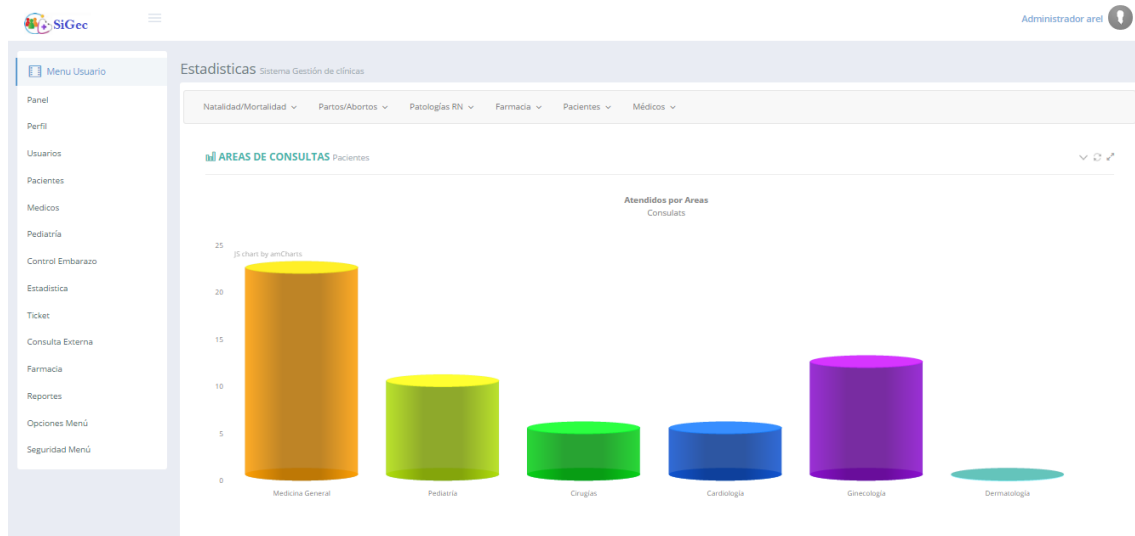 SiGec
Administrador arel
Menu Usuario
Panel
Perfil
Usuarios
Pacientes
Medicos
Pediatría
Control Embarazo
Estadistica
Ticket
Consulta Externa
Farmacia
Reportes
Opciones Menú
Seguridad Menú
Estadisticas Sistema Gestión de clínicas
Natalidad/Mortalidad Partos/Abortos Patologías RN Farmacia Pacientes Médicos
AREAS DE CONSULTAS Pacientes
Atendidos por Areas
Consulats
JS chart by amCharts
25
20
15
10
5
0
Medicina General Pediatría Cirugías Cardiología Ginecología Dermatología